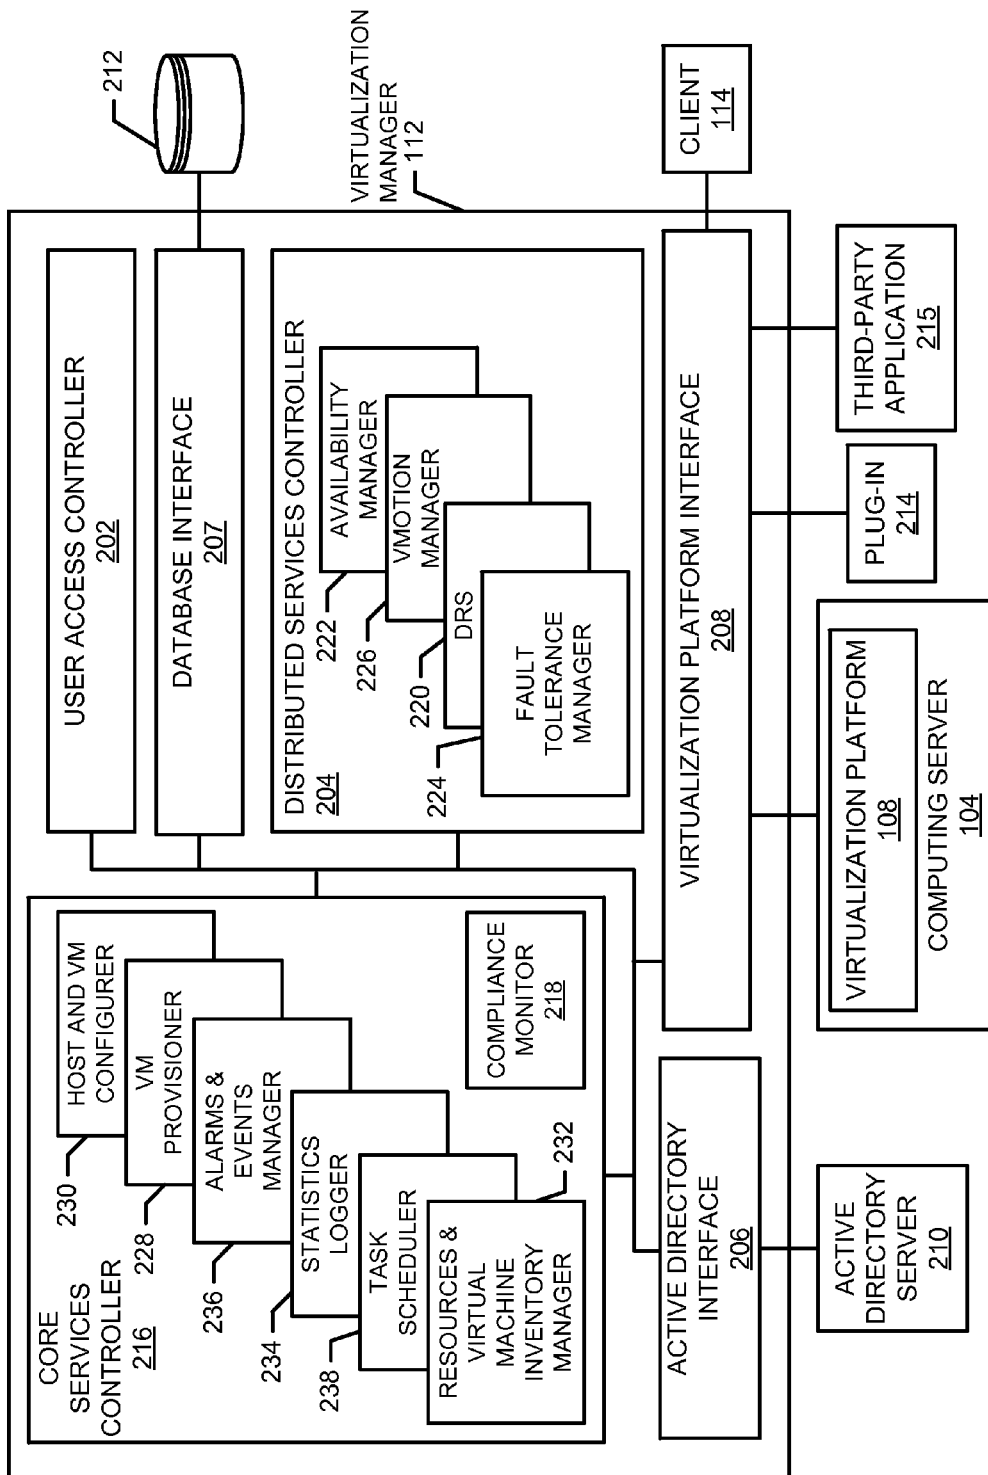 CORE
SERVICES
CONTROLLER
216
230
HOST AND VM
CONFIGURER
228
VM
PROVISIONER
236
ALARMS &
EVENTS
MANAGER
234
STATISTICS
LOGGER
238
TASK
SCHEDULER
RESOURCES &
VIRTUAL
MACHINE
INVENTORY
MANAGER
232
COMPLIANCE
MONITOR
218
USER ACCESS CONTROLLER
202
DATABASE INTERFACE
207
212
DISTRIBUTED SERVICES CONTROLLER
204
222
AVAILABILITY
MANAGER
226
VMOTION
MANAGER
220
DRS
224
FAULT
TOLERANCE
MANAGER
VIRTUALIZATION
MANAGER
112
ACTIVE DIRECTORY
INTERFACE
206
VIRTUALIZATION PLATFORM INTERFACE
208
CLIENT
114
ACTIVE
DIRECTORY
SERVER
210
VIRTUALIZATION PLATFORM
108
COMPUTING SERVER
104
PLUG-IN
214
THIRD-PARTY
APPLICATION
215